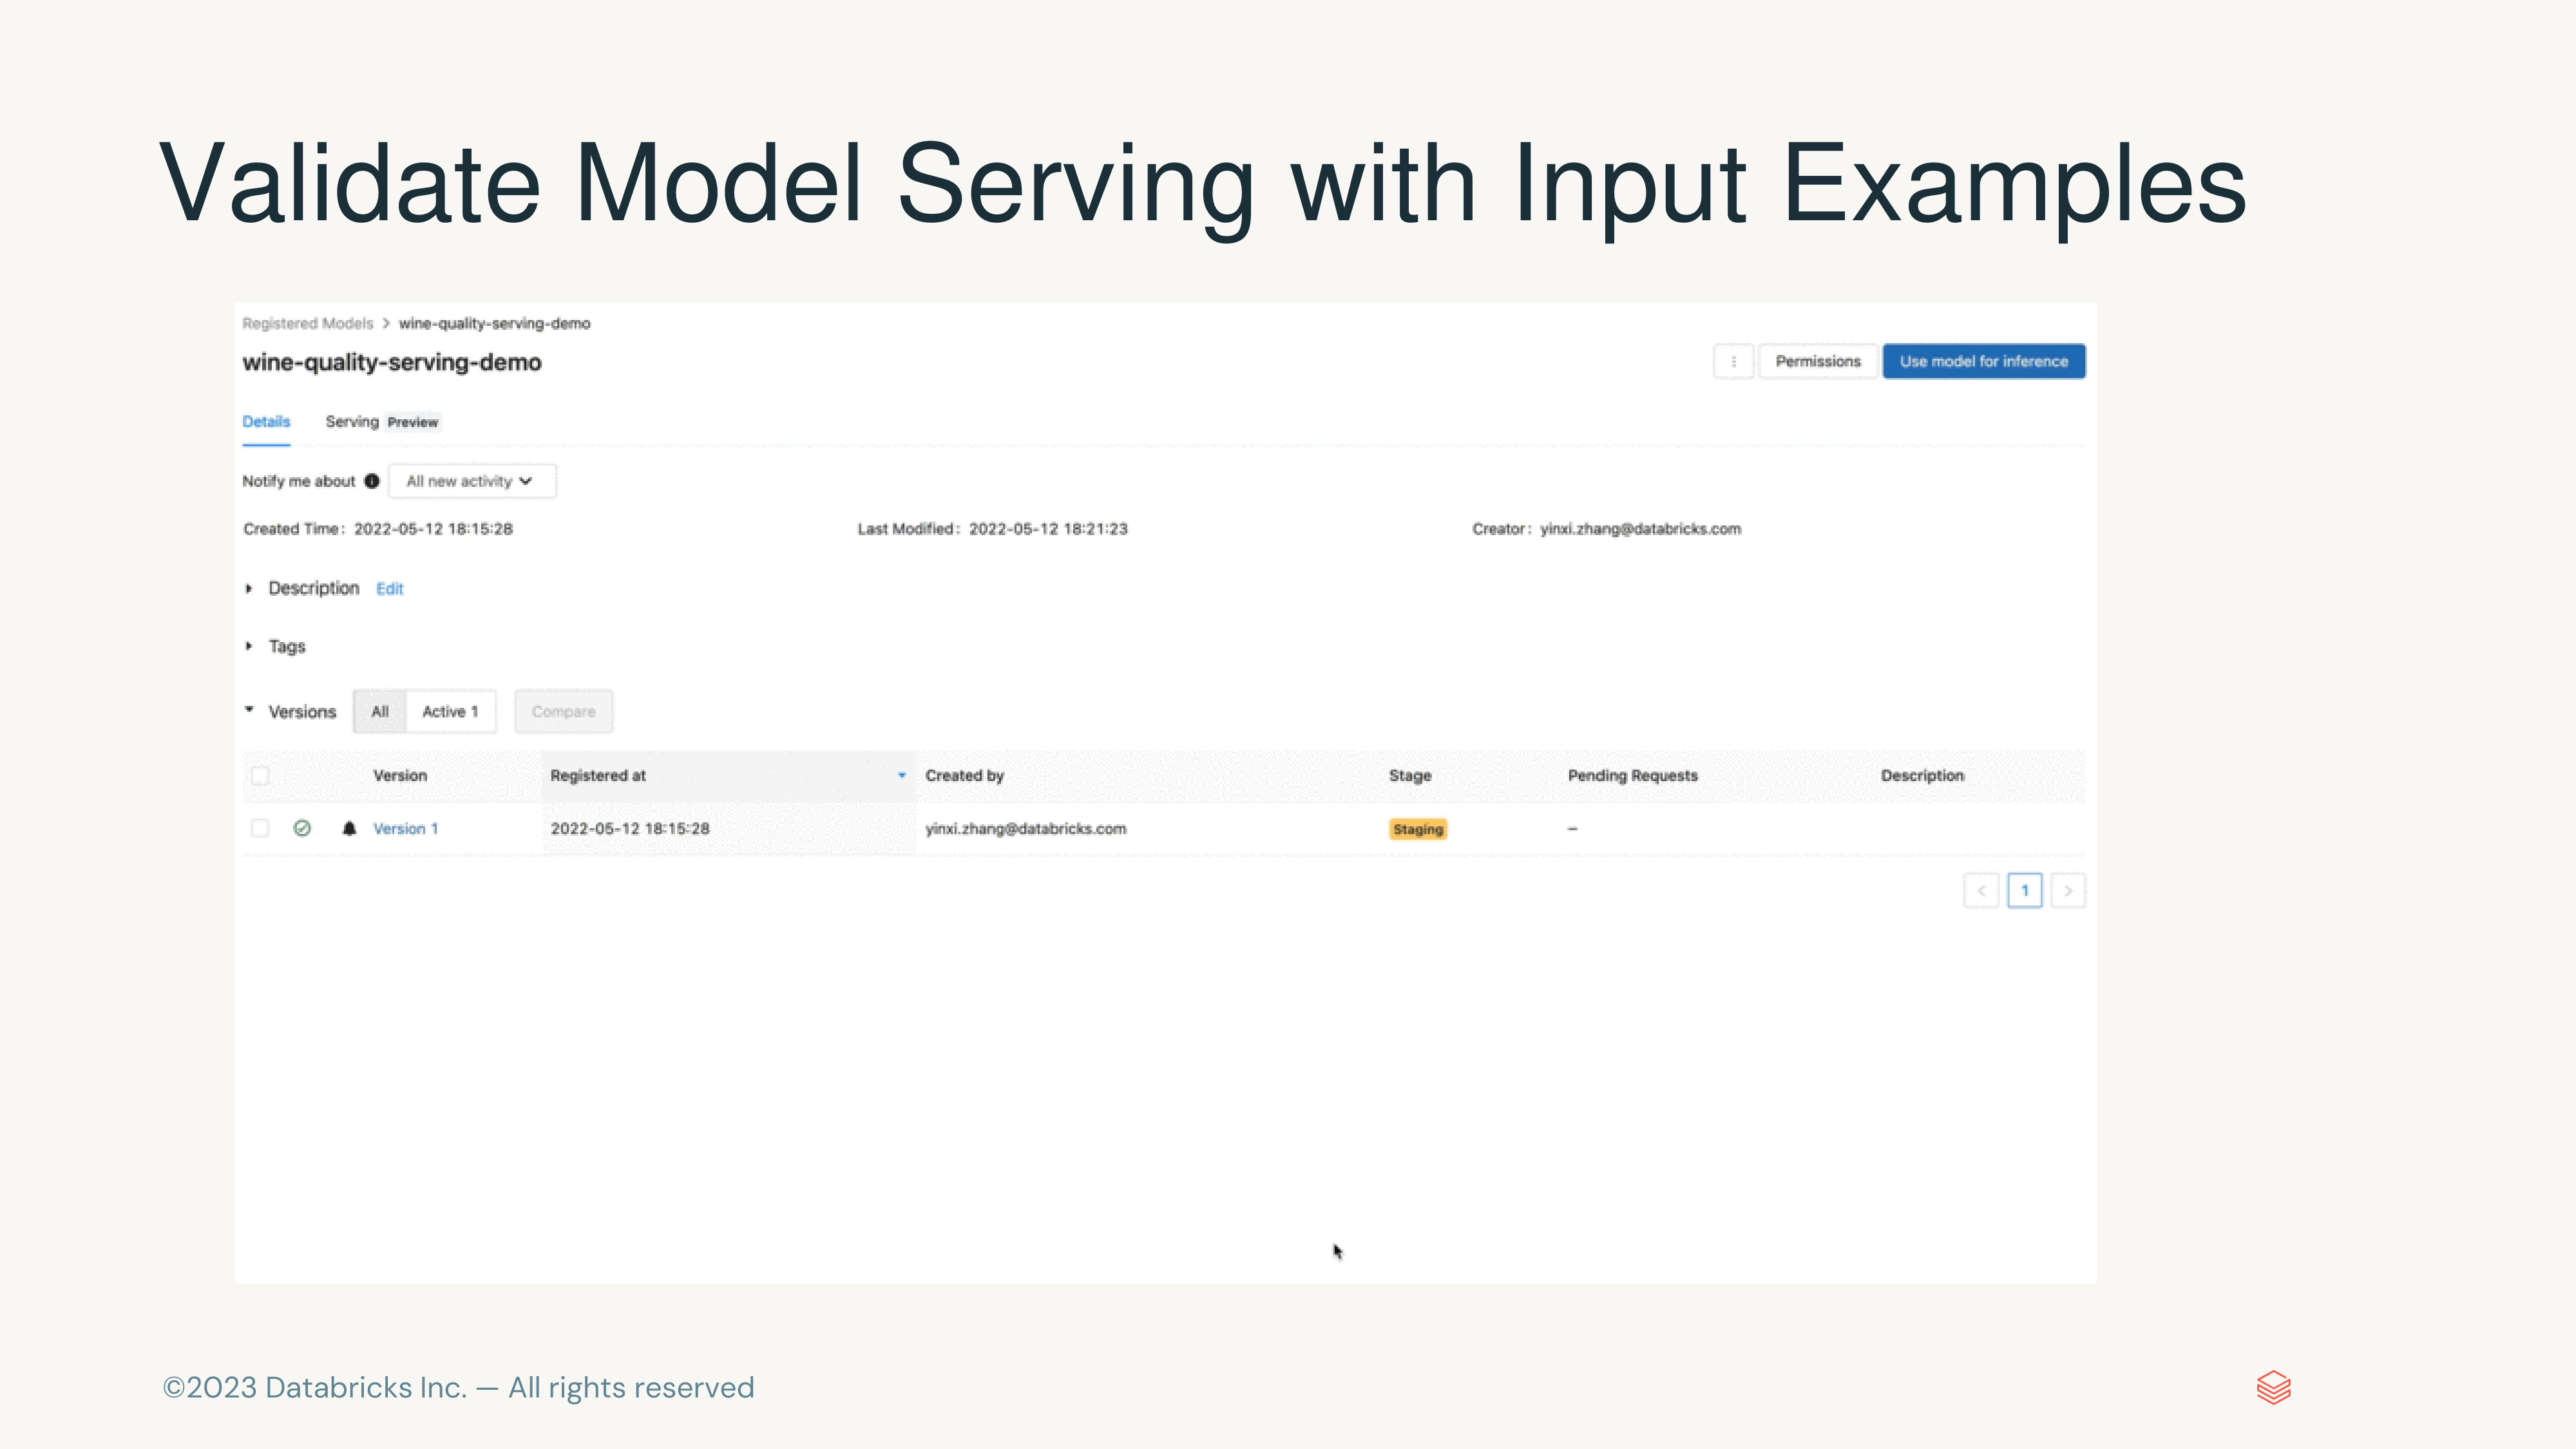 Validate Model Serving with Input Examples
Registered Models > wine-quality-serving-demo
wine-quality-serving-demo
Permissions
Use model for inference
Details Serving Preview
Notify me about All new activity
Created Time: 2022-05-12 18:15:28 Last Modified: 2022-05-12 18:21:23 Creator: yinxi.zhang@databricks.com
Description Edit
Tags
Versions All Active 1 Compare
Version Registered at Created by Stage Pending Requests Description
Version 1 2022-05-12 18:15:28 yinxi.zhang@databricks.com Staging –
< 1 >
©2023 Databricks Inc. — All rights reserved